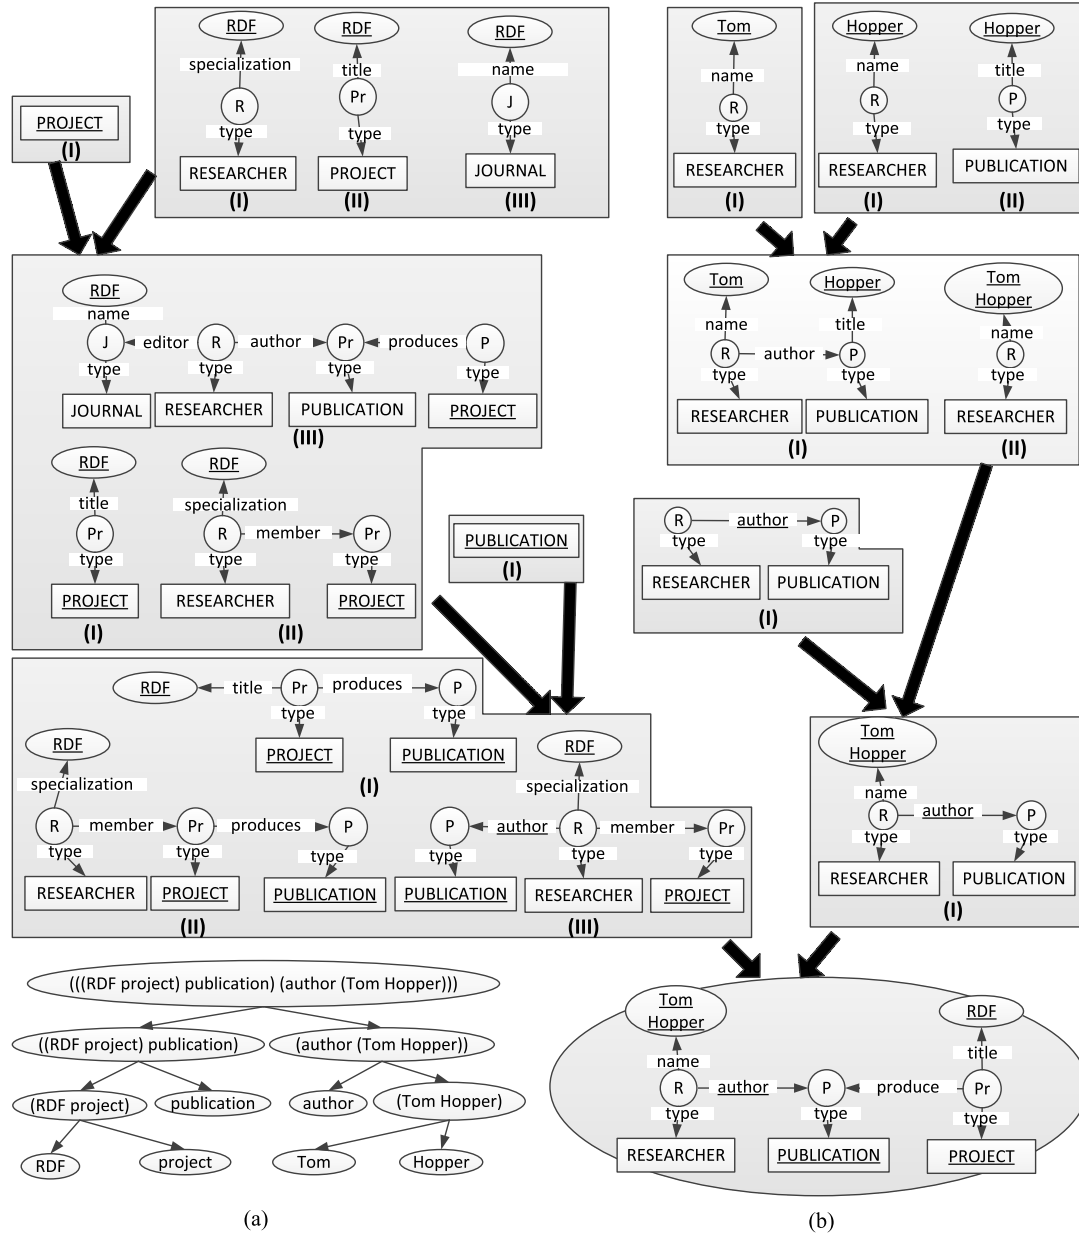 RDF RDF RDF
specialization title name
R Pr J
type type type
RESEARCHER PROJECT JOURNAL
(I) (II) (III)
PROJECT
(I)
Tom
name
R
type
RESEARCHER
(I)
Hopper Hopper
name title
R P
type type
RESEARCHER PUBLICATION
(I) (II)
RDF
name
J editor R author Pr produces P
type type type type
JOURNAL RESEARCHER PUBLICATION PROJECT
(III)
RDF RDF
title specialization
Pr R member Pr
type type type
PROJECT RESEARCHER PROJECT
(I) (II)
Tom Hopper Tom
Hopper
name title name
R author P R
type type type
RESEARCHER PUBLICATION RESEARCHER
(I) (II)
PUBLICATION
(I)
R author P
type type
RESEARCHER PUBLICATION
(I)
RDF title Pr produces P
type type
PROJECT PUBLICATION
(I)
RDF
specialization
R member Pr produces P
type type type
RESEARCHER PROJECT PUBLICATION
(II)
RDF
specialization
P author R member Pr
type type type
PUBLICATION RESEARCHER PROJECT
(III)
Tom
Hopper
name
R author P
type type
RESEARCHER PUBLICATION
(I)
(((RDF project) publication) (author (Tom Hopper)))
((RDF project) publication) (author (Tom Hopper))
(RDF project) publication author (Tom Hopper)
RDF project Tom Hopper
Tom
Hopper
RDF
name title
R author P produce Pr
type type type
RESEARCHER PUBLICATION PROJECT
(a) (b)